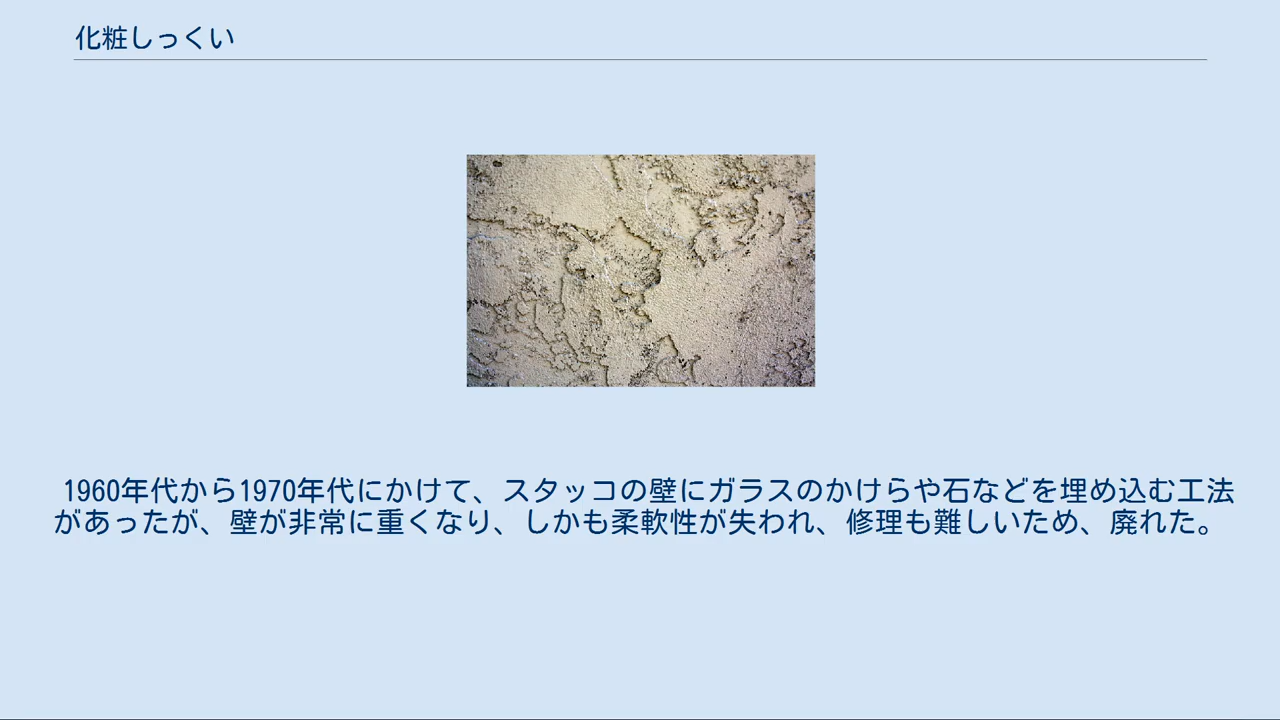 化粧しっくい
1960年代から1970年代にかけて、スタッコの壁にガラスのかけらや石などを埋め込む工法
があったが、壁が非常に重くなり、しかも柔軟性が失われ、修理も難しいため、廃れた。